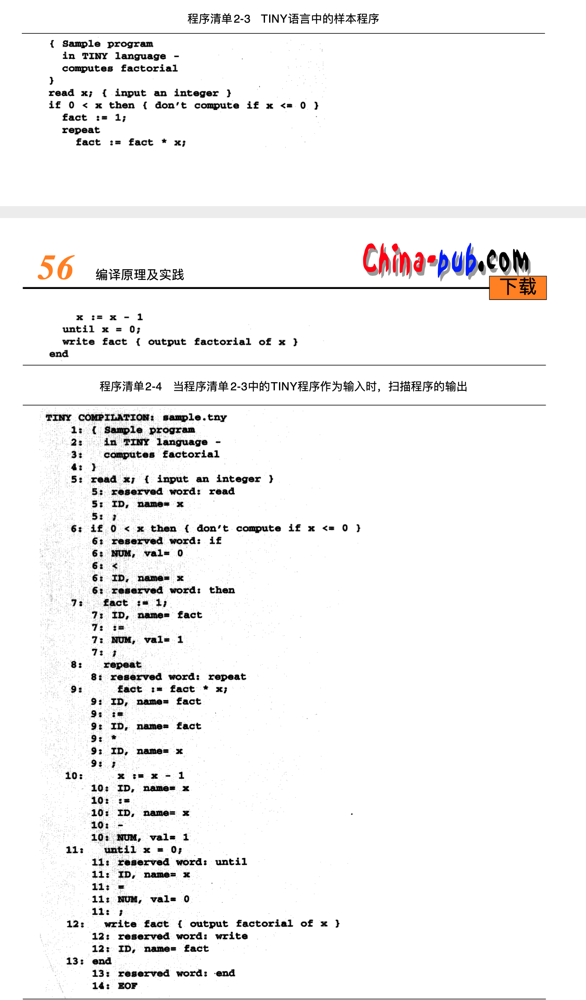 程序清单2-3 TINY语言中的样本程序
{ Sample program
  in TINY language -
  computes factorial
}
read x; { input an integer }
if 0 < x then { don't compute if x <= 0 }
  fact := 1;
  repeat
    fact := fact * x;
China-pub.com
56 编译原理及实践
下载
    x := x - 1
  until x = 0;
  write fact { output factorial of x }
end
程序清单2-4 当程序清单2-3中的TINY程序作为输入时，扫描程序的输出
TINY COMPILATION: sample.tny
   1: { Sample program
   2:   in TINY language -
   3:   computes factorial
   4: }
   5: read x; { input an integer }
      5: reserved word: read
      5: ID, name= x
      5: ;
   6: if 0 < x then { don't compute if x <= 0 }
      6: reserved word: if
      6: NUM, val= 0
      6: <
      6: ID, name= x
      6: reserved word: then
   7:   fact := 1;
      7: ID, name= fact
      7: :=
      7: NUM, val= 1
      7: ;
   8:   repeat
      8: reserved word: repeat
   9:     fact := fact * x;
      9: ID, name= fact
      9: :=
      9: ID, name= fact
      9: *
      9: ID, name= x
      9: ;
  10:     x := x - 1
      10: ID, name= x
      10: :=
      10: ID, name= x
      10: -
      10: NUM, val= 1
  11:   until x = 0;
      11: reserved word: until
      11: ID, name= x
      11: =
      11: NUM, val= 0
      11: ;
  12:   write fact { output factorial of x }
      12: reserved word: write
      12: ID, name= fact
  13: end
      13: reserved word: end
      14: EOF